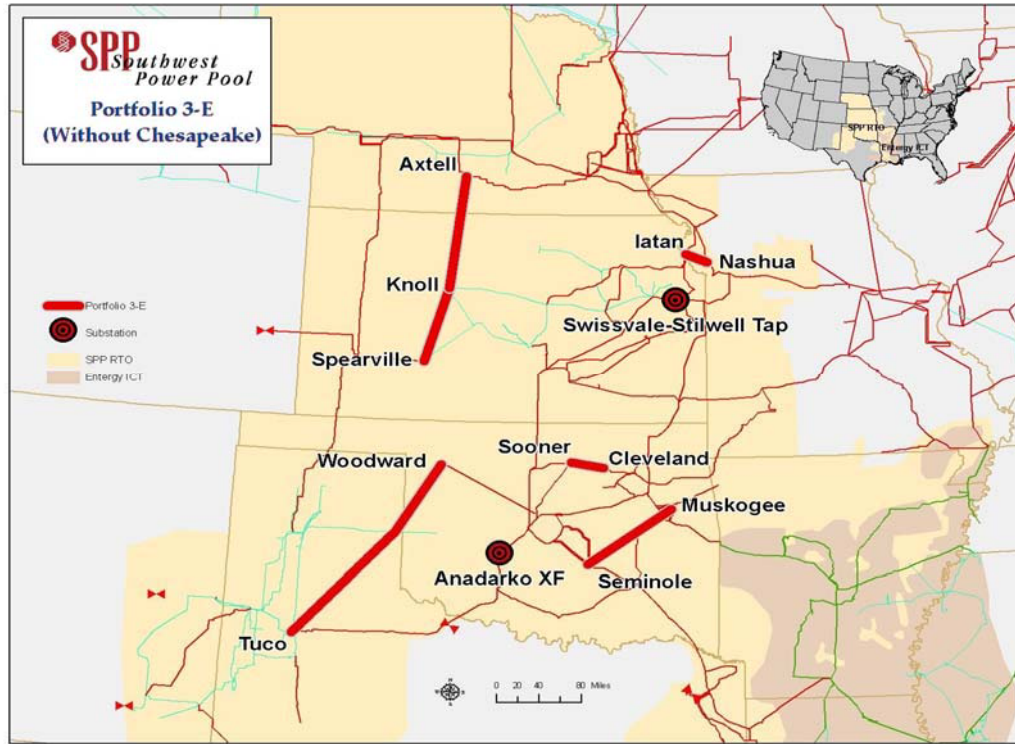 SPP
Southwest
Power Pool
Portfolio 3-E
(Without Chesapeake)
SPP RTO
Entergy ICT
Axtell
Iatan
Nashua
Knoll
Portfolio 3-E
Substation
SPP RTO
Entergy ICT
Swissvale-Stilwell Tap
Spearville
Sooner
Woodward
Cleveland
Muskogee
Anadarko XF
Seminole
Tuco
N
0 20 40 80 Miles